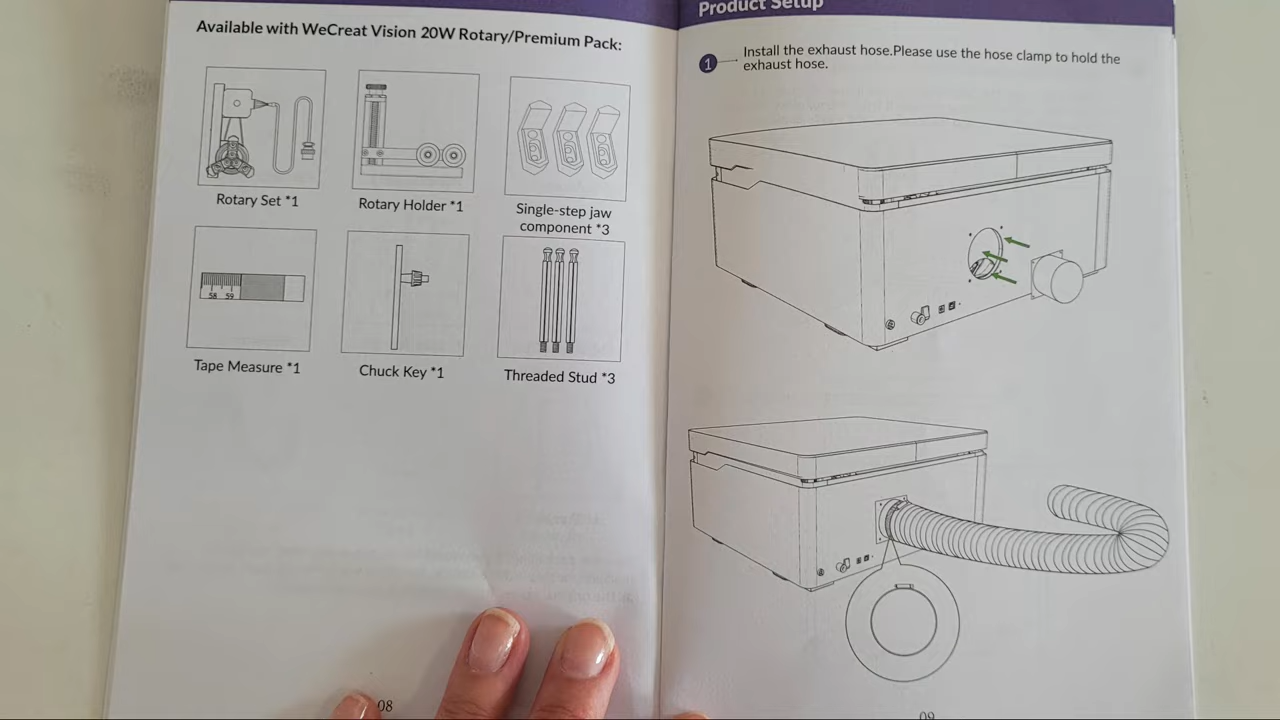 Available with WeCreat Vision 20W Rotary/Premium Pack:
Rotary Set *1
Rotary Holder *1
Single-step jaw
component *3
58 59
Tape Measure *1
Chuck Key *1
Threaded Stud *3
08
Product Setup
1
Install the exhaust hose.Please use the hose clamp to hold the
exhaust hose.
09